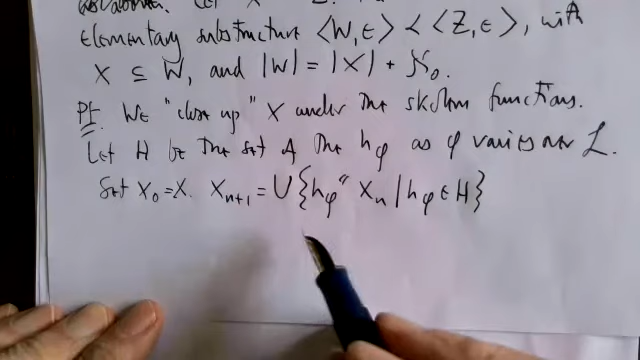 Let X
elementary substructure ⟨W,∈⟩ ≺ ⟨Z,∈⟩, with
X ⊆ W, and |W| = |X| + ℵ₀.
Pf. We "close up" X under the skolem functions.
Let H be the set of the h_φ as φ varies over L.
Set X₀ = X. X_{n+1} = ∪{h_φ" X_n | h_φ ∈ H}